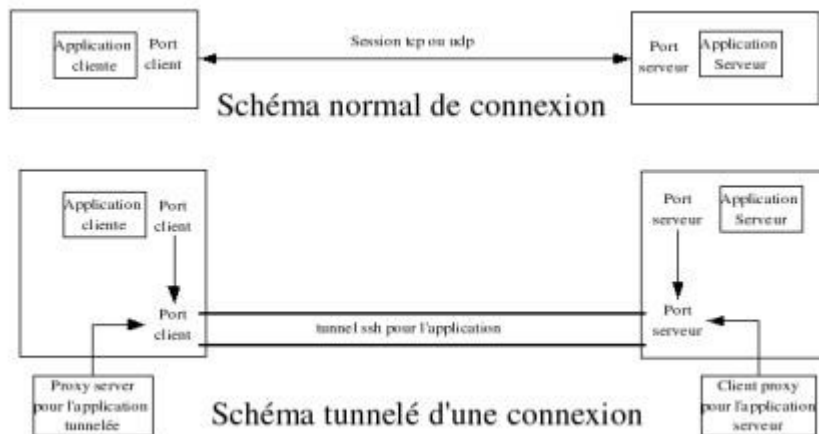 Application
cliente
Port
client
Session tcp ou udp
Port
serveur
Application
Serveur
Schéma normal de connexion
Application
cliente
Port
client
Port
serveur
Application
Serveur
Port
client
tunnel ssh pour l'application
Port
serveur
Proxy server
pour l'application
tunnelée
Schéma tunnelé d'une connexion
Client proxy
pour l'application
serveur